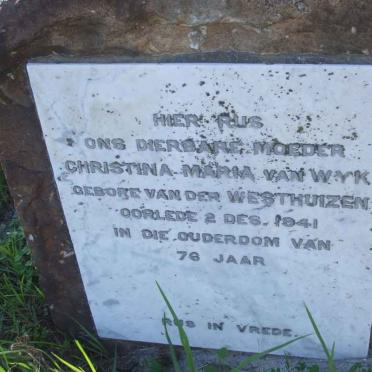 HIER RUS
ONS DIERBARE MOEDER
CHRISTINA MARIA VAN WYK
GEBORE VAN DER WESTHUIZEN
OORLEDE 2 DES. 1941
IN DIE OUDERDOM VAN
76 JAAR
RUS IN VREDE.